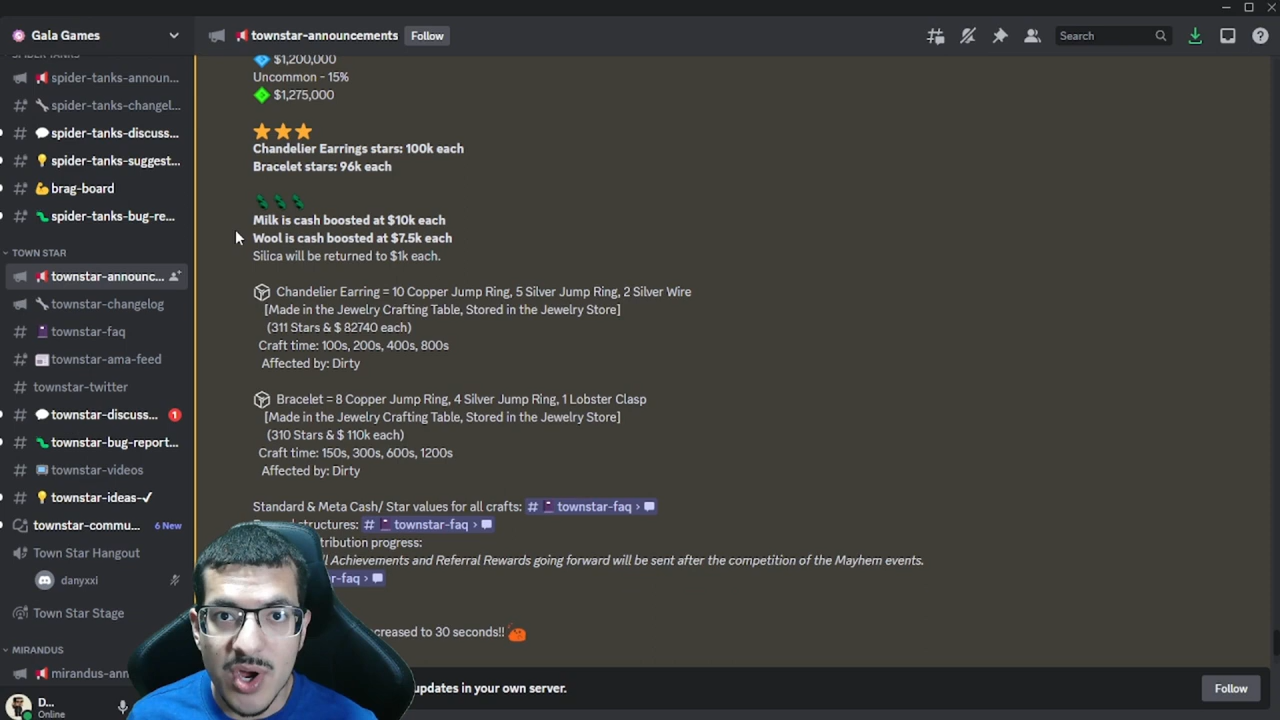 Gala Games
townstar-announcements
Follow
Search
spider-tanks-announ...
spider-tanks-changel...
spider-tanks-discuss...
spider-tanks-suggest...
brag-board
spider-tanks-bug-re...
TOWN STAR
townstar-announc...
townstar-changelog
townstar-faq
townstar-ama-feed
townstar-twitter
townstar-discuss...
1
townstar-bug-report...
townstar-videos
townstar-ideas-✓
townstar-commu...
6 New
Town Star Hangout
danyxxi
Town Star Stage
MIRANDUS
mirandus-ann
D...
Online
$1,200,000
Uncommon - 15%
$1,275,000
Chandelier Earrings stars: 100k each
Bracelet stars: 96k each
Milk is cash boosted at $10k each
Wool is cash boosted at $7.5k each
Silica will be returned to $1k each.
Chandelier Earring = 10 Copper Jump Ring, 5 Silver Jump Ring, 2 Silver Wire
[Made in the Jewelry Crafting Table, Stored in the Jewelry Store]
(311 Stars & $ 82740 each)
Craft time: 100s, 200s, 400s, 800s
Affected by: Dirty
Bracelet = 8 Copper Jump Ring, 4 Silver Jump Ring, 1 Lobster Clasp
[Made in the Jewelry Crafting Table, Stored in the Jewelry Store]
(310 Stars & $ 110k each)
Craft time: 150s, 300s, 600s, 1200s
Affected by: Dirty
Standard & Meta Cash/ Star values for all crafts: # townstar-faq ›
structures: # townstar-faq ›
tribution progress:
ll Achievements and Referral Rewards going forward will be sent after the competition of the Mayhem events.
r-faq ›
creased to 30 seconds!!
updates in your own server.
Follow